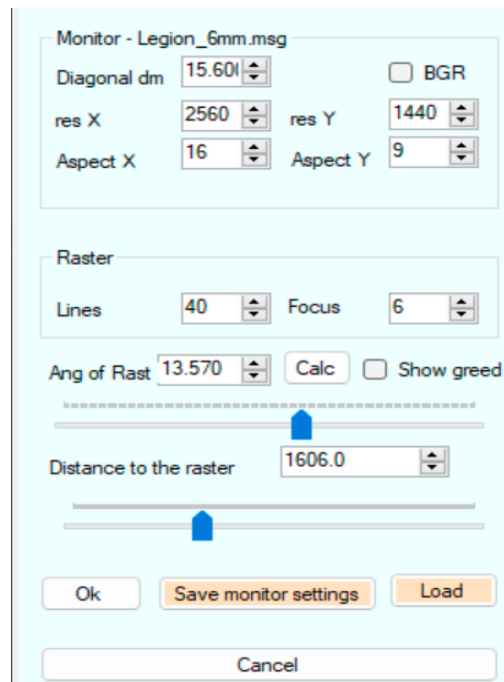 Monitor - Legion_6mm.msg
Diagonal dm 15.60 BGR
res X 2560 res Y 1440
Aspect X 16 Aspect Y 9
Raster
Lines 40 Focus 6
Ang of Rast 13.570 Calc Show greed
Distance to the raster 1606.0
Ok Save monitor settings Load
Cancel